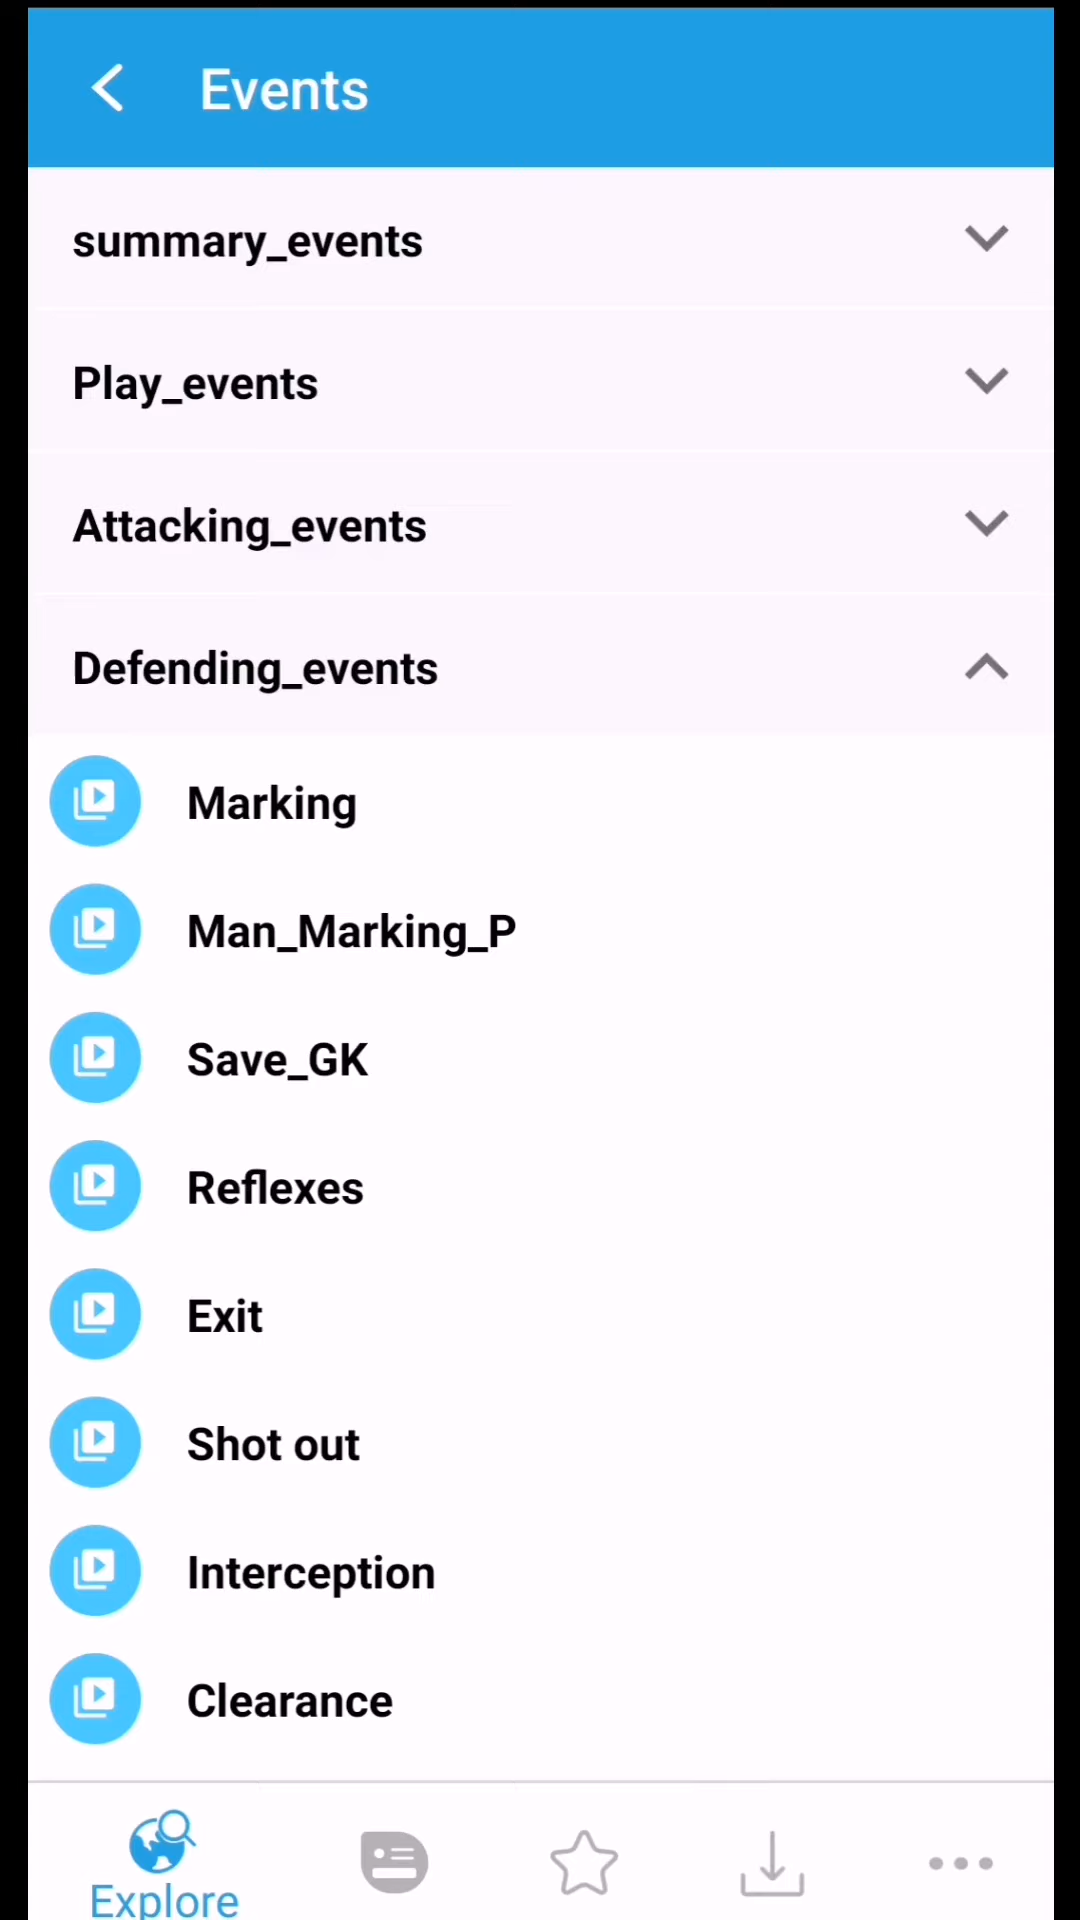 Events
summary_events
Play_events
Attacking_events
Defending_events
Marking
Man_Marking_P
Save_GK
Reflexes
Exit
Shot out
Interception
Clearance
Explore